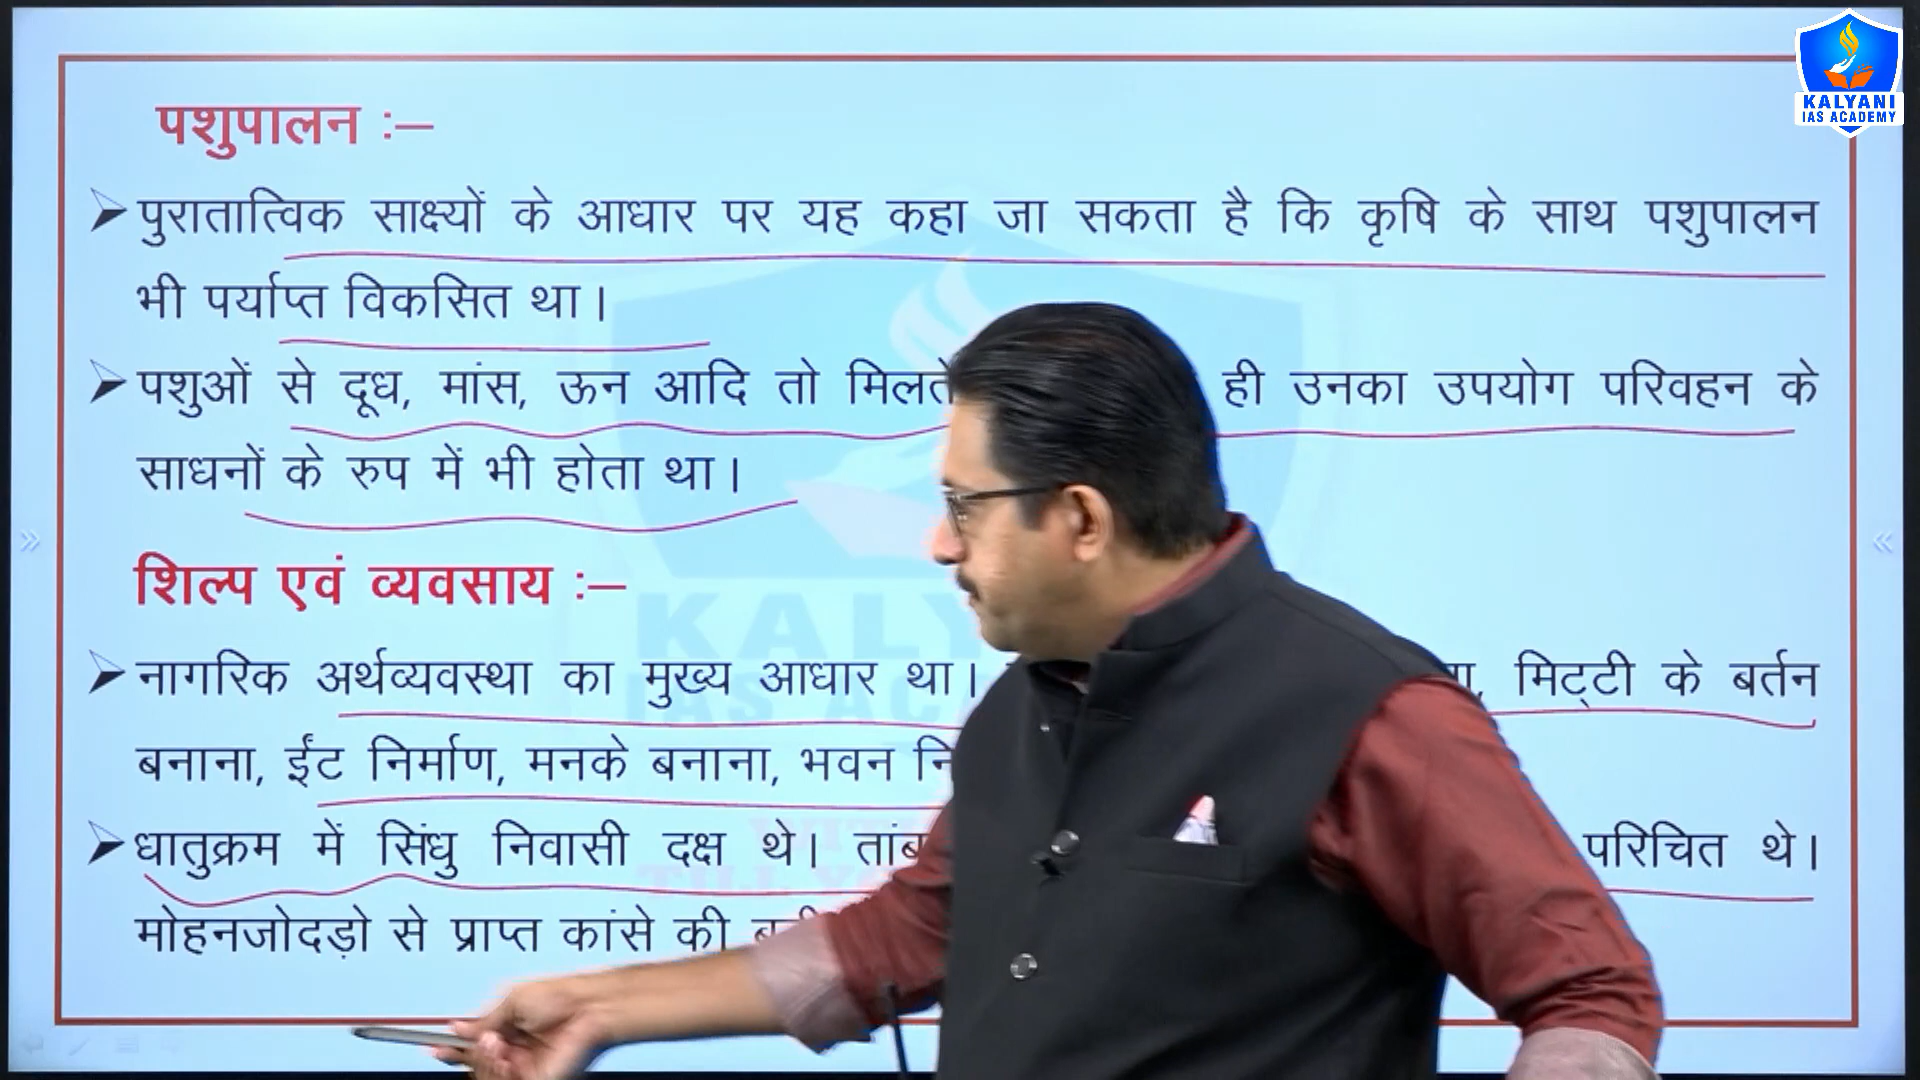 KALYANI
IAS ACADEMY
पशुपालन :–
पुरातात्विक साक्ष्यों के आधार पर यह कहा जा सकता है कि कृषि के साथ पशुपालन
भी पर्याप्त विकसित था।
पशुओं से दूध, मांस, ऊन आदि तो मिलते ही उनका उपयोग परिवहन के
साधनों के रुप में भी होता था।
शिल्प एवं व्यवसाय :–
नागरिक अर्थव्यवस्था का मुख्य आधार था। मिट्टी के बर्तन
बनाना, ईंट निर्माण, मनके बनाना, भवन
धातुक्रम में सिंधु निवासी दक्ष थे। परिचित थे।
मोहनजोदड़ो से प्राप्त कांसे की